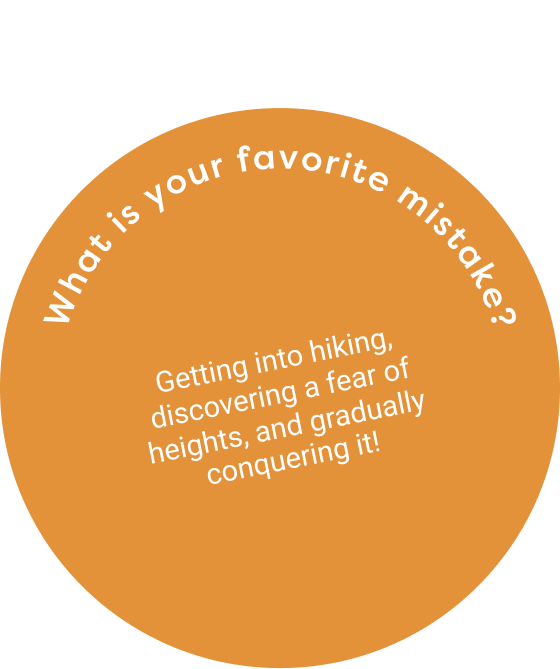 What is your favorite mistake?
Getting into hiking,
discovering a fear of
heights, and gradually
conquering it!